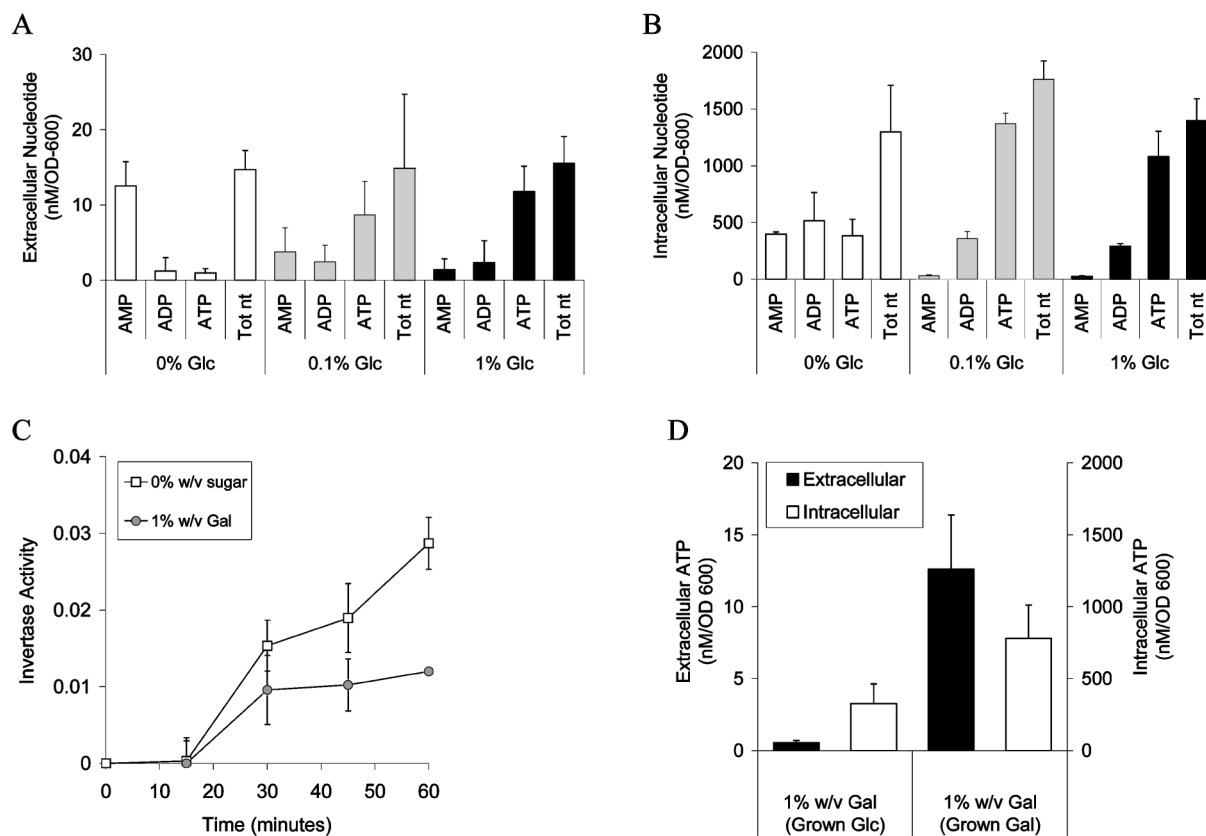 A
Extracellular Nucleotide
(nM/OD-600)
30
20
10
0
AMP
ADP
ATP
Tot nt
AMP
ADP
ATP
Tot nt
AMP
ADP
ATP
Tot nt
0% Glc
0.1% Glc
1% Glc
B
Intracellular Nucleotide
(nM/OD-600)
2000
1500
1000
500
0
AMP
ADP
ATP
Tot nt
AMP
ADP
ATP
Tot nt
AMP
ADP
ATP
Tot nt
0% Glc
0.1% Glc
1% Glc
C
Invertase Activity
0.04
0.03
0.02
0.01
0
0% w/v sugar
1% w/v Gal
0 10 20 30 40 50 60
Time (minutes)
D
Extracellular ATP
(nM/OD 600)
20
15
10
5
0
Extracellular
Intracellular
2000
1500
1000
500
0
Intracellular ATP
(nM/OD 600)
1% w/v Gal
(Grown Glc)
1% w/v Gal
(Grown Gal)